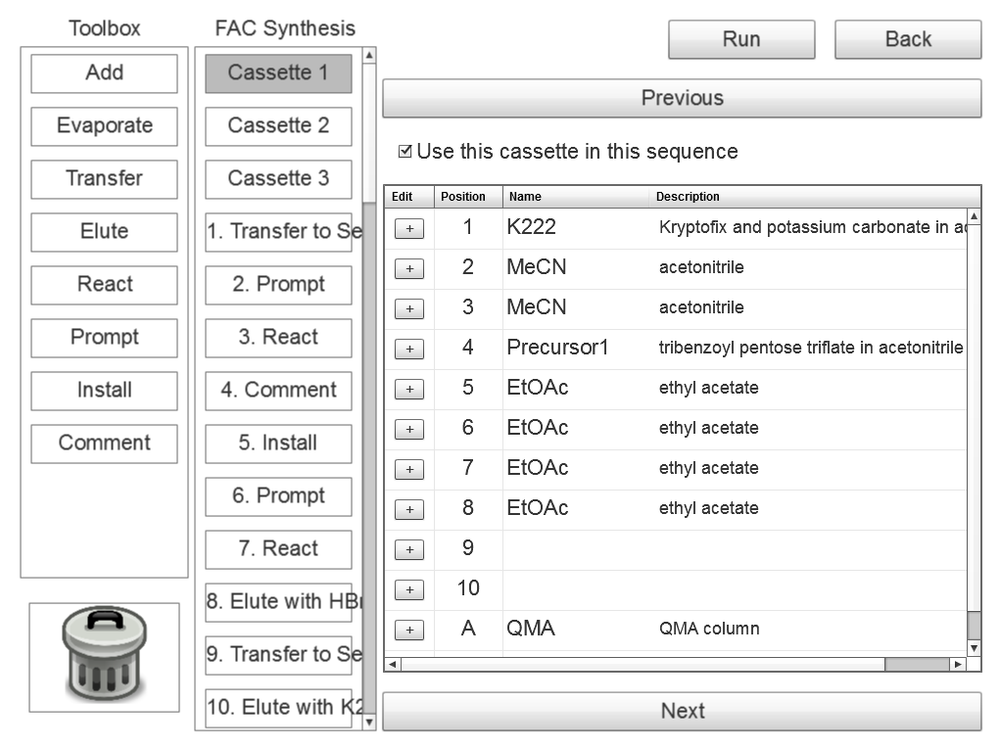 Toolbox
FAC Synthesis
Run
Back
Add
Evaporate
Transfer
Elute
React
Prompt
Install
Comment
Cassette 1
Cassette 2
Cassette 3
1. Transfer to Se
2. Prompt
3. React
4. Comment
5. Install
6. Prompt
7. React
8. Elute with HBr
9. Transfer to Se
10. Elute with K2
Previous
Use this cassette in this sequence
Edit Position Name Description
+ 1 K222 Kryptofix and potassium carbonate in ac
+ 2 MeCN acetonitrile
+ 3 MeCN acetonitrile
+ 4 Precursor1 tribenzoyl pentose triflate in acetonitrile
+ 5 EtOAc ethyl acetate
+ 6 EtOAc ethyl acetate
+ 7 EtOAc ethyl acetate
+ 8 EtOAc ethyl acetate
+ 9
+ 10
+ A QMA QMA column
Next